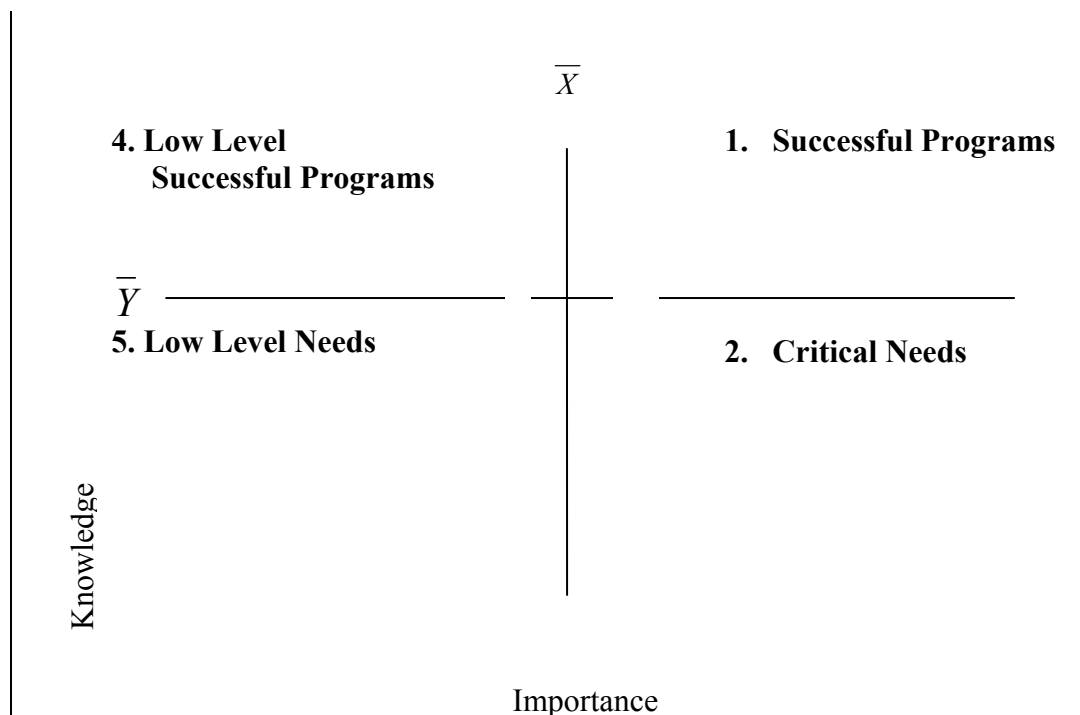 X̅
4. Low Level
Successful Programs
1. Successful Programs
Y̅
5. Low Level Needs
2. Critical Needs
Knowledge
Importance